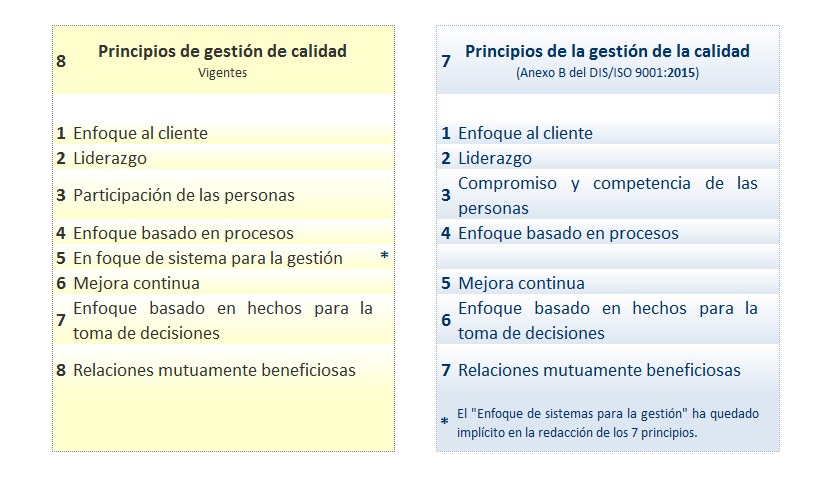 8 Principios de gestión de calidad
Vigentes
1 Enfoque al cliente
2 Liderazgo
3 Participación de las personas
4 Enfoque basado en procesos
5 En foque de sistema para la gestión *
6 Mejora continua
7 Enfoque basado en hechos para la
toma de decisiones
8 Relaciones mutuamente beneficiosas
7 Principios de la gestión de la calidad
(Anexo B del DIS/ISO 9001:2015)
1 Enfoque al cliente
2 Liderazgo
3 Compromiso y competencia de las
personas
4 Enfoque basado en procesos
5 Mejora continua
6 Enfoque basado en hechos para la
toma de decisiones
7 Relaciones mutuamente beneficiosas
* El "Enfoque de sistemas para la gestión" ha quedado
implícito en la redacción de los 7 principios.